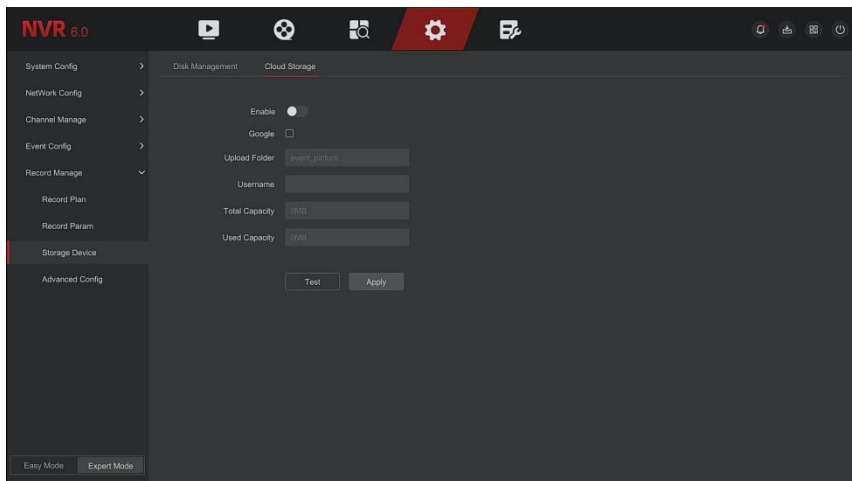 NVR 6.0
System Config
NetWork Config
Channel Manage
Event Config
Record Manage
Record Plan
Record Param
Storage Device
Advanced Config
Easy Mode Expert Mode
Disk Management Cloud Storage
Enable
Google
Upload Folder event_picture
Username
Total Capacity 0MB
Used Capacity 0MB
Test Apply